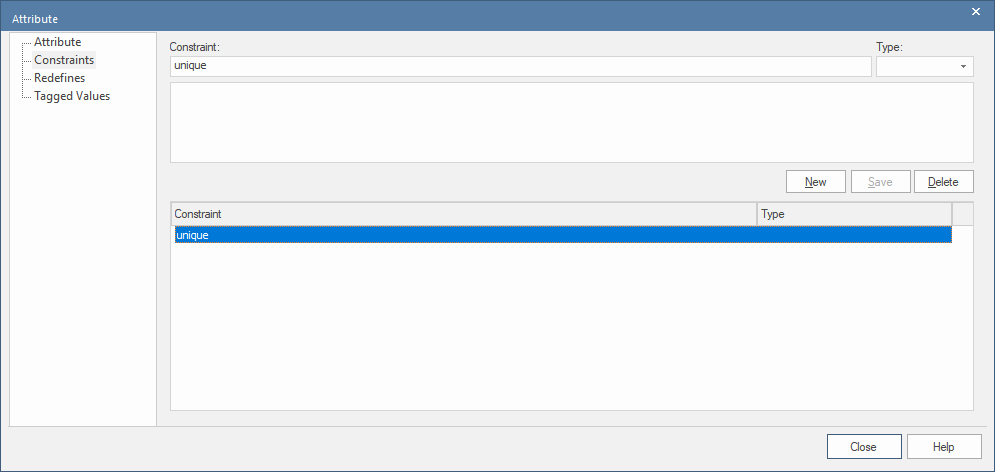 Attribute
Attribute
Constraints
Redefines
Tagged Values
Constraint:
Type:
unique
New
Save
Delete
Constraint
Type
unique
Close
Help